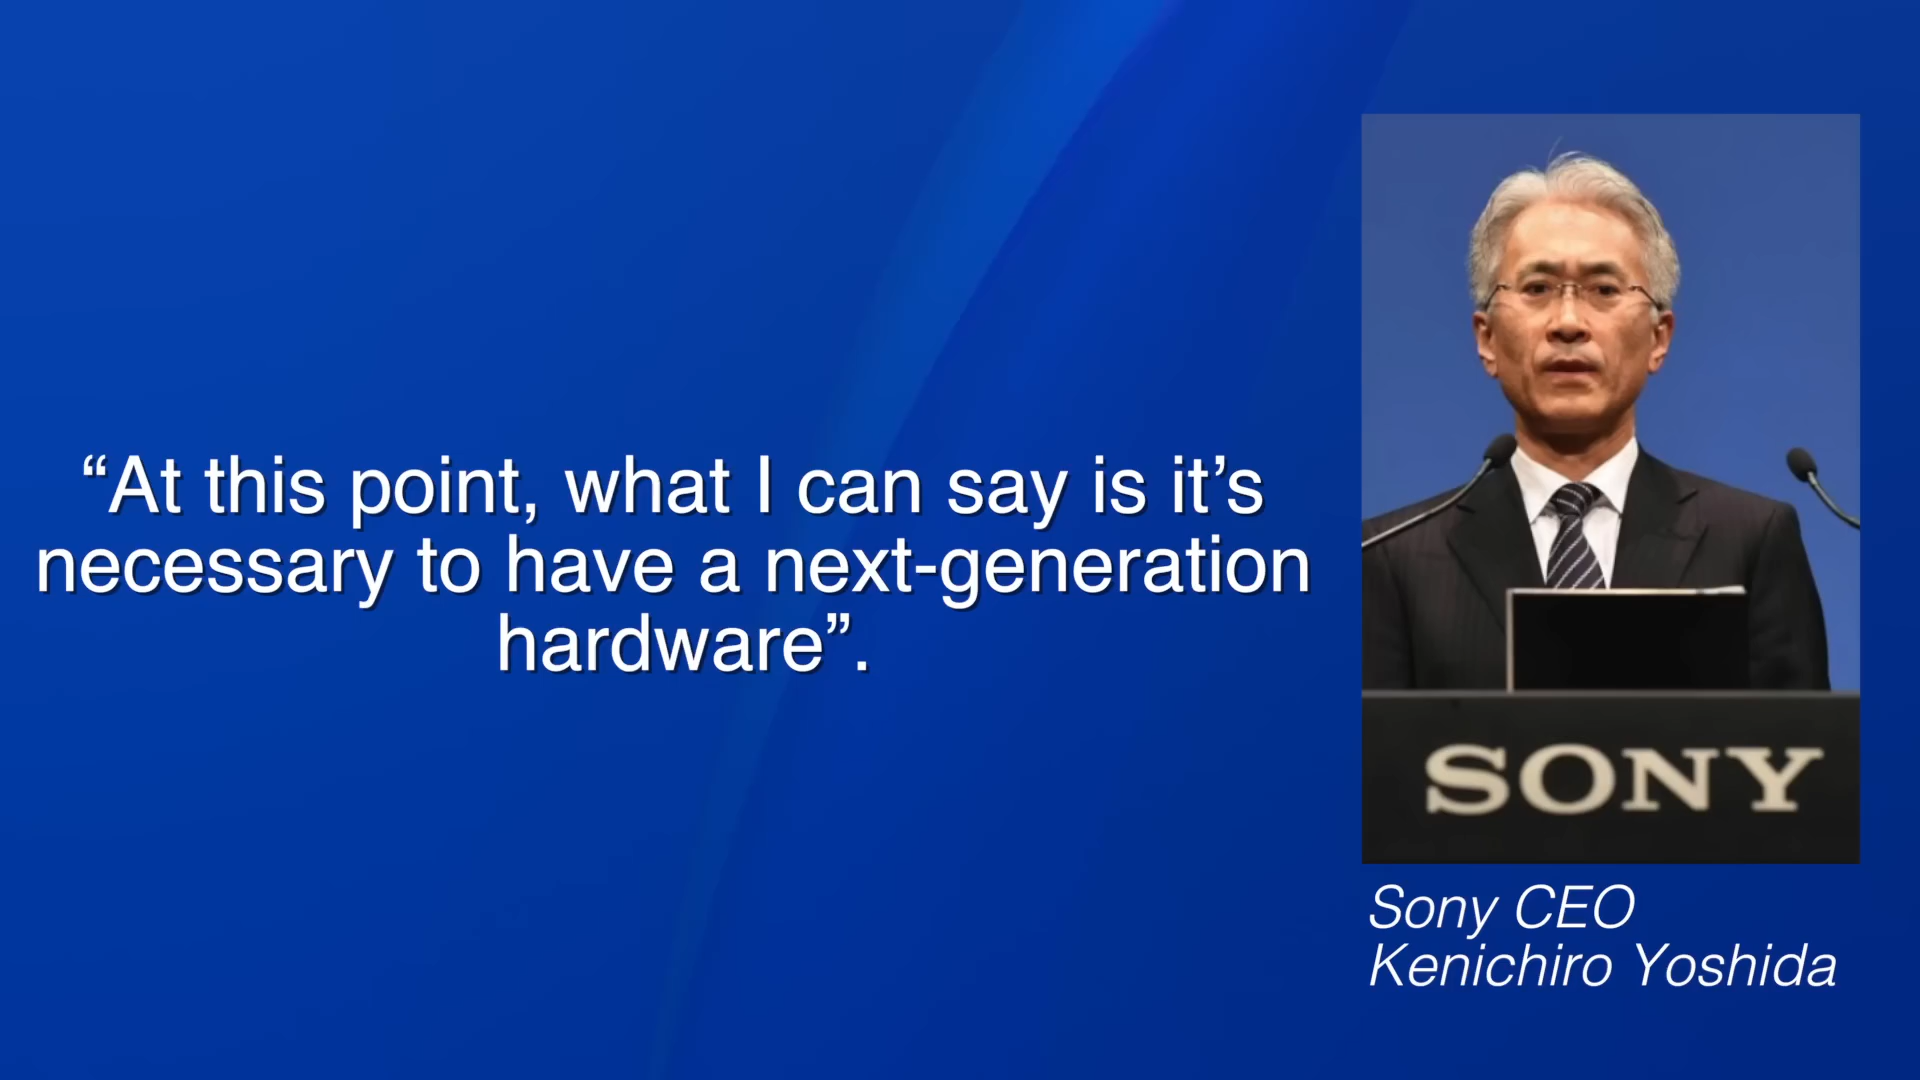 “At this point, what I can say is it’s
necessary to have a next-generation
hardware”.
SONY
Sony CEO
Kenichiro Yoshida